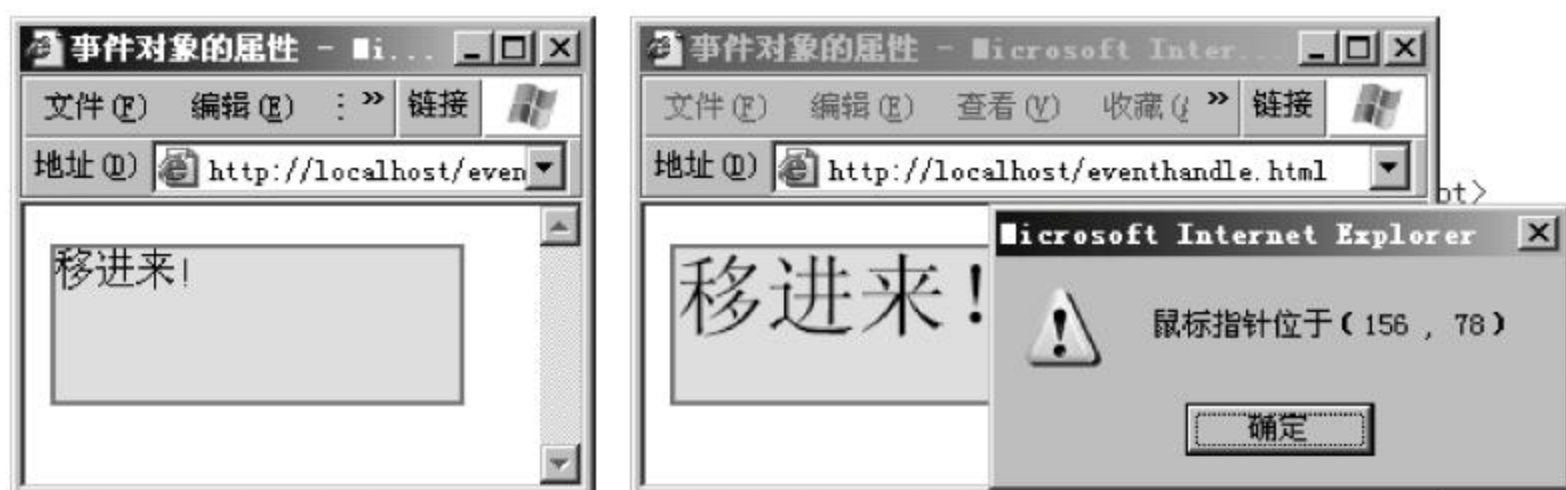 事件对象的属性 - Mi...
文件(F) 编辑(E) » 链接
地址(D) http://localhost/even
移进来!
事件对象的属性 - Microsoft Inter...
文件(F) 编辑(E) 查看(V) 收藏( » 链接
地址(D) http://localhost/eventhandle.html
ot>
移进来!
Microsoft Internet Explorer
鼠标指针位于(156 , 78)
确定